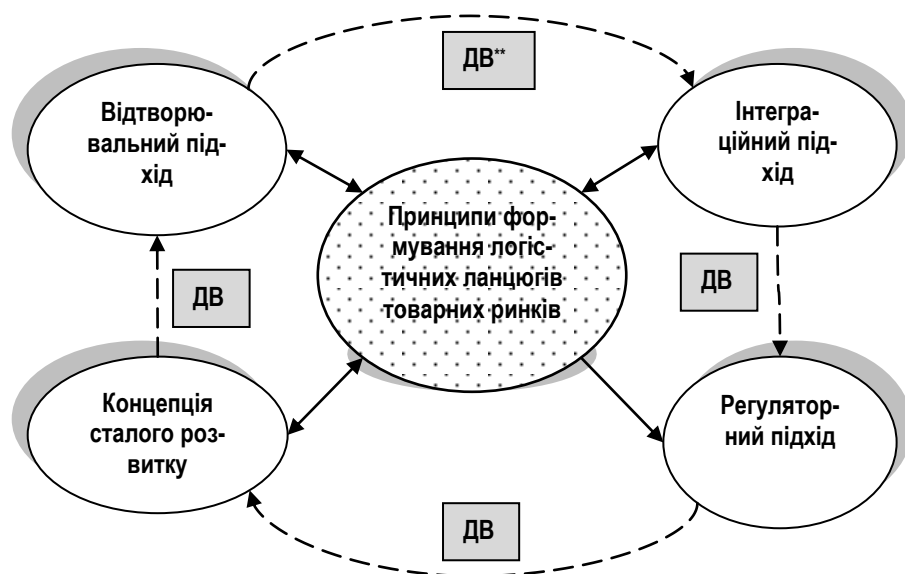 ДВ**
Відтворю-
вальний під-
хід
Інтегра-
ційний під-
хід
Принципи фор-
мування логіс-
тичних ланцюгів
товарних ринків
ДВ
ДВ
Концепція
сталого роз-
витку
Регулятор-
ний підхід
ДВ